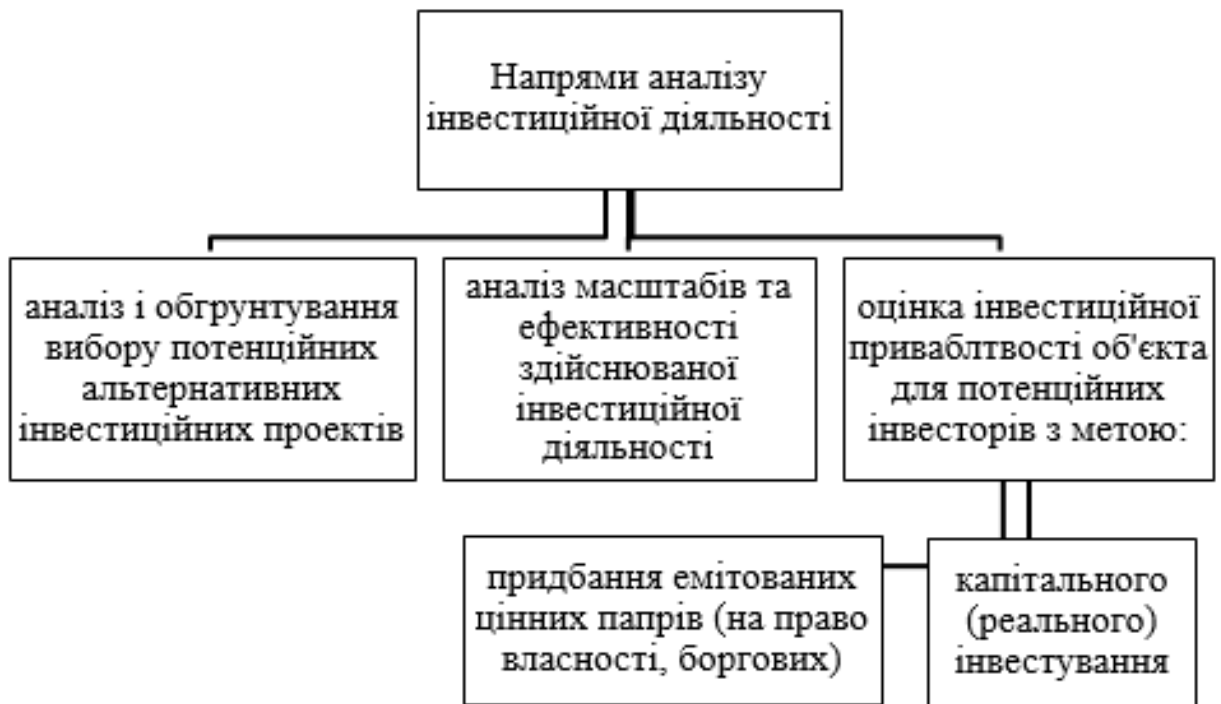 Напрями аналізу
інвестиційної діяльності
аналіз і обгрунтування
вибору потенційних
альтернативних
інвестиційних проектів
аналіз масштабів та
ефективності
здійснюваної
інвестиційної
діяльності
оцінка інвестиційної
приваблтвості об'єкта
для потенційних
інвесторів з метою:
придбання емітованих
цінних папрів (на право
власності, боргових)
капітального
(реального)
інвестування